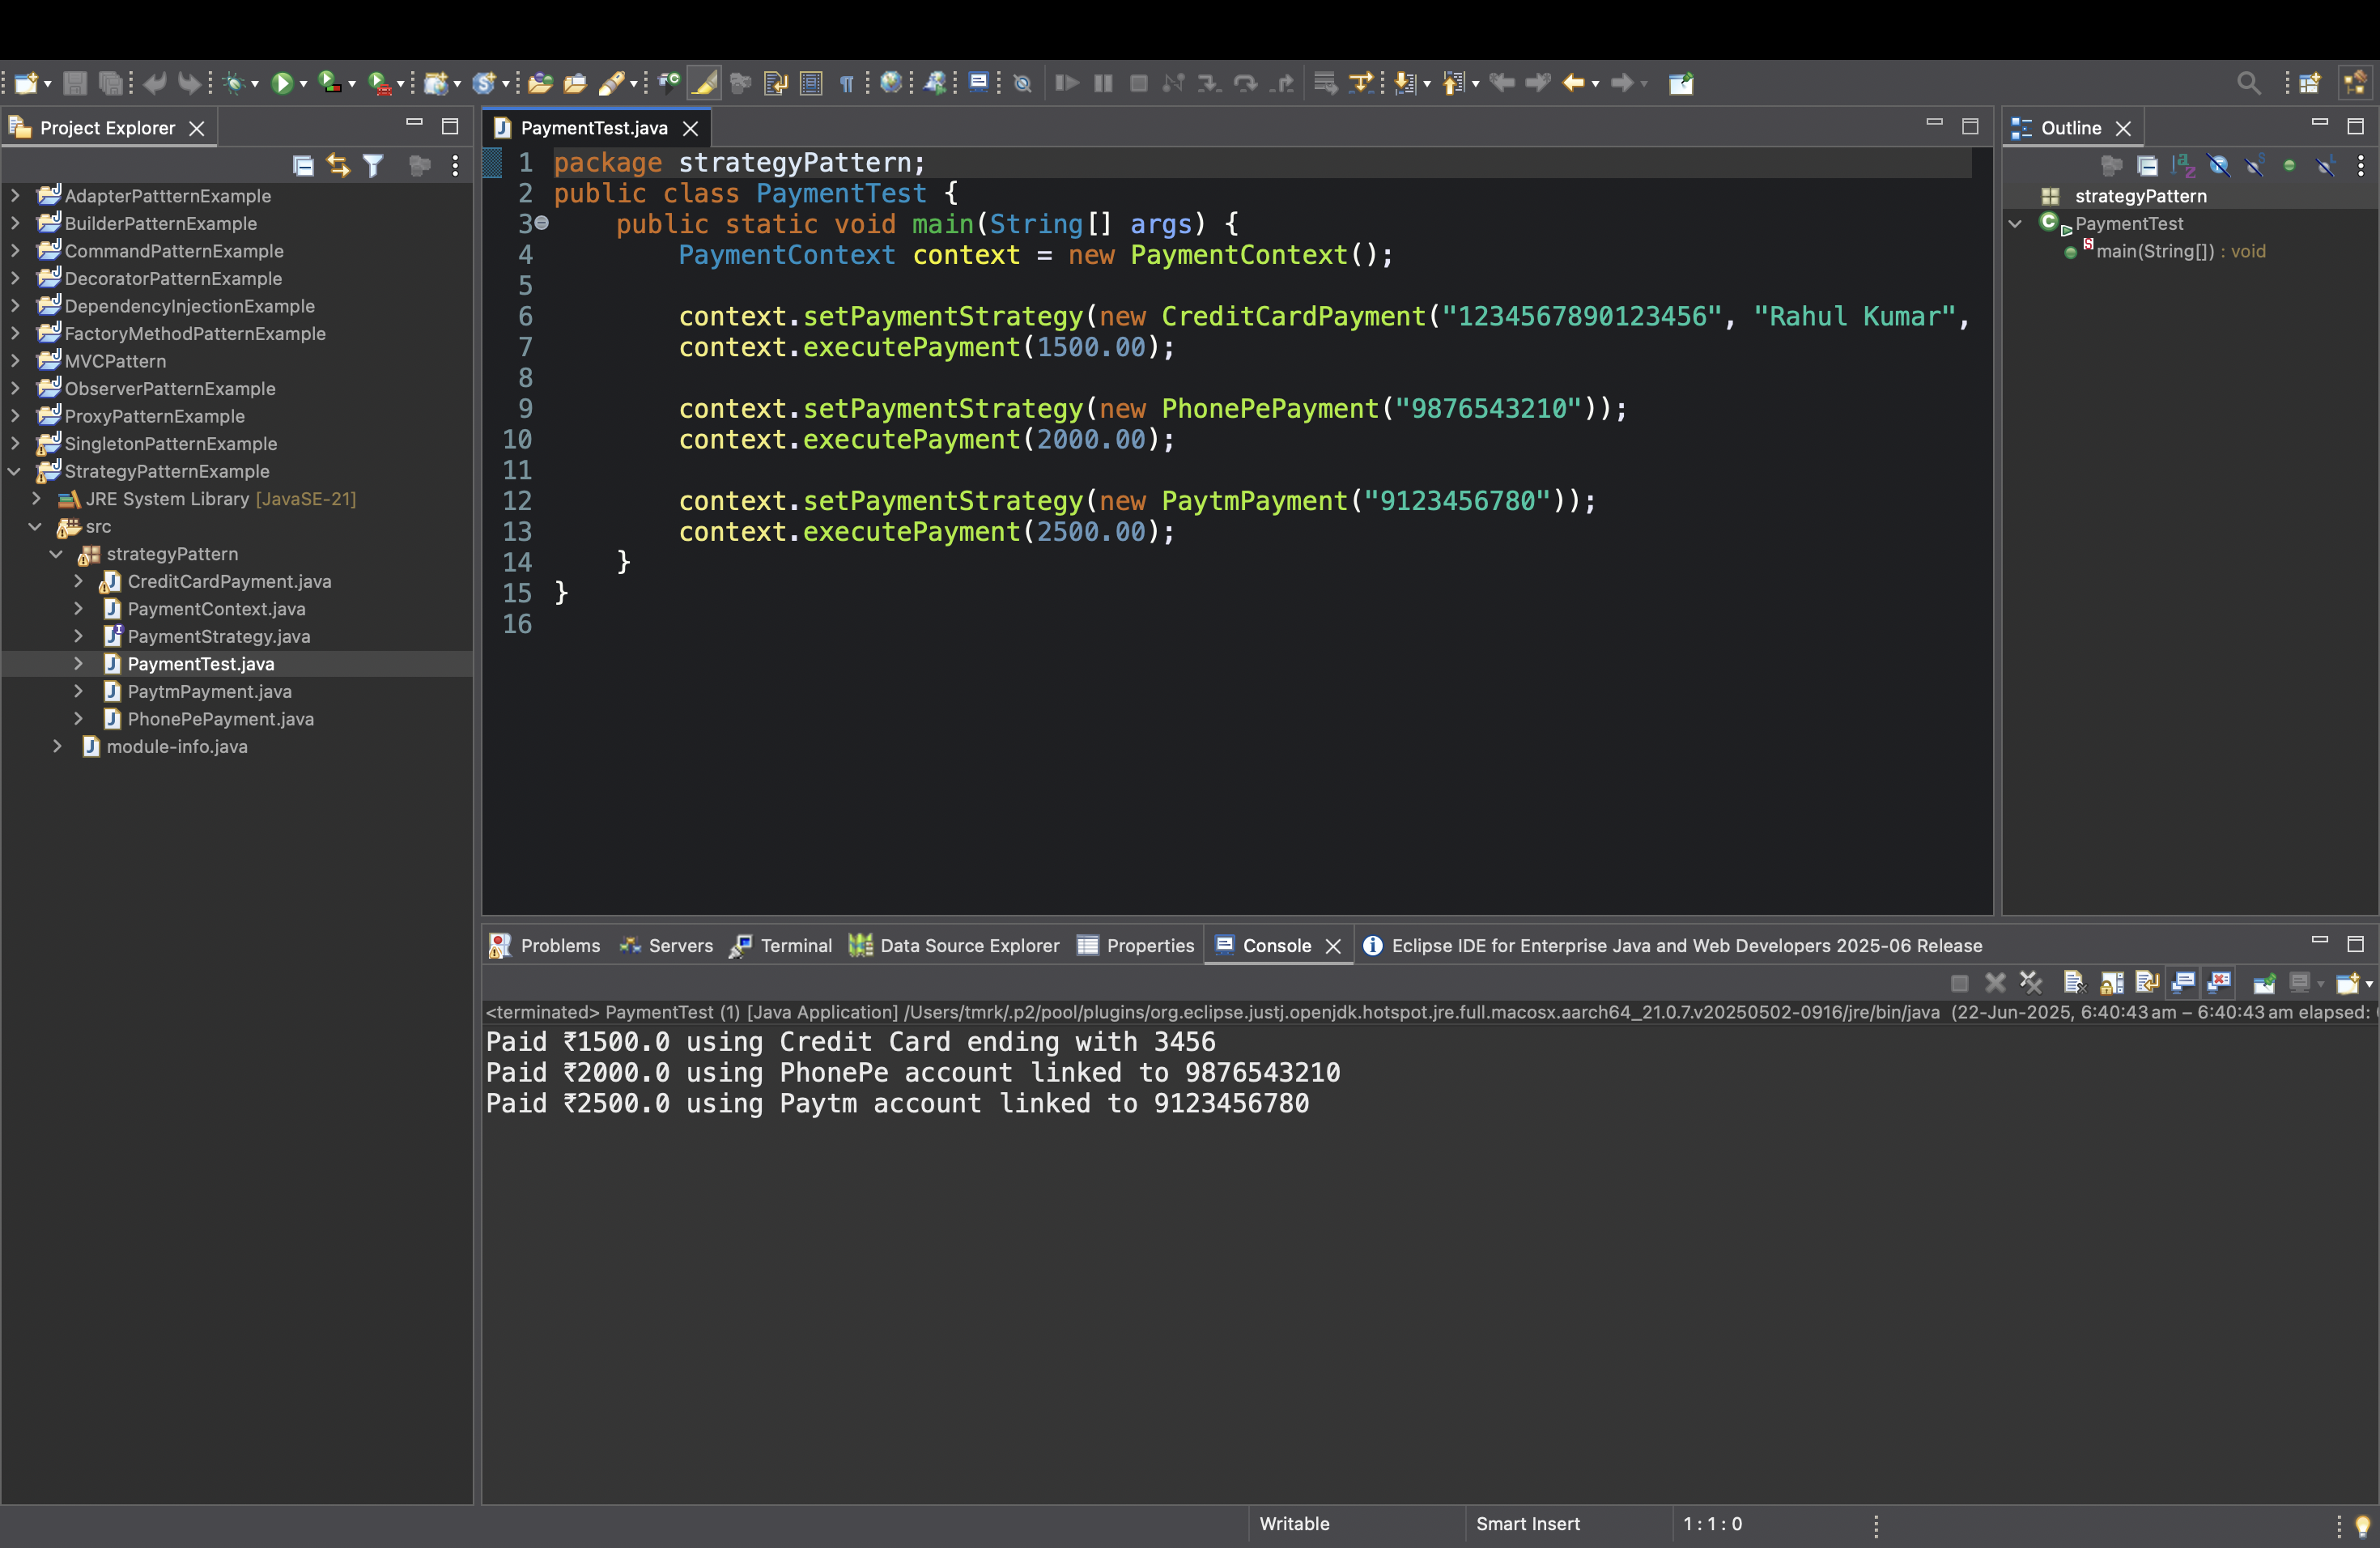 Project Explorer
AdapterPattternExample
BuilderPatternExample
CommandPatternExample
DecoratorPatternExample
DependencyInjectionExample
FactoryMethodPatternExample
MVCPattern
ObserverPatternExample
ProxyPatternExample
SingletonPatternExample
StrategyPatternExample
JRE System Library [JavaSE-21]
src
strategyPattern
CreditCardPayment.java
PaymentContext.java
PaymentStrategy.java
PaymentTest.java
PaytmPayment.java
PhonePePayment.java
module-info.java
PaymentTest.java
1 package strategyPattern;
2 public class PaymentTest {
3 public static void main(String[] args) {
4 PaymentContext context = new PaymentContext();
5
6 context.setPaymentStrategy(new CreditCardPayment("1234567890123456", "Rahul Kumar",
7 context.executePayment(1500.00);
8
9 context.setPaymentStrategy(new PhonePePayment("9876543210"));
10 context.executePayment(2000.00);
11
12 context.setPaymentStrategy(new PaytmPayment("9123456780"));
13 context.executePayment(2500.00);
14 }
15 }
16
Outline
strategyPattern
PaymentTest
main(String[]) : void
Problems Servers Terminal Data Source Explorer Properties Console Eclipse IDE for Enterprise Java and Web Developers 2025-06 Release
<terminated> PaymentTest (1) [Java Application] /Users/tmrk/.p2/pool/plugins/org.eclipse.justj.openjdk.hotspot.jre.full.macosx.aarch64_21.0.7.v20250502-0916/jre/bin/java (22-Jun-2025, 6:40:43 am – 6:40:43 am elapsed:
Paid ₹1500.0 using Credit Card ending with 3456
Paid ₹2000.0 using PhonePe account linked to 9876543210
Paid ₹2500.0 using Paytm account linked to 9123456780
Writable Smart Insert 1 : 1 : 0